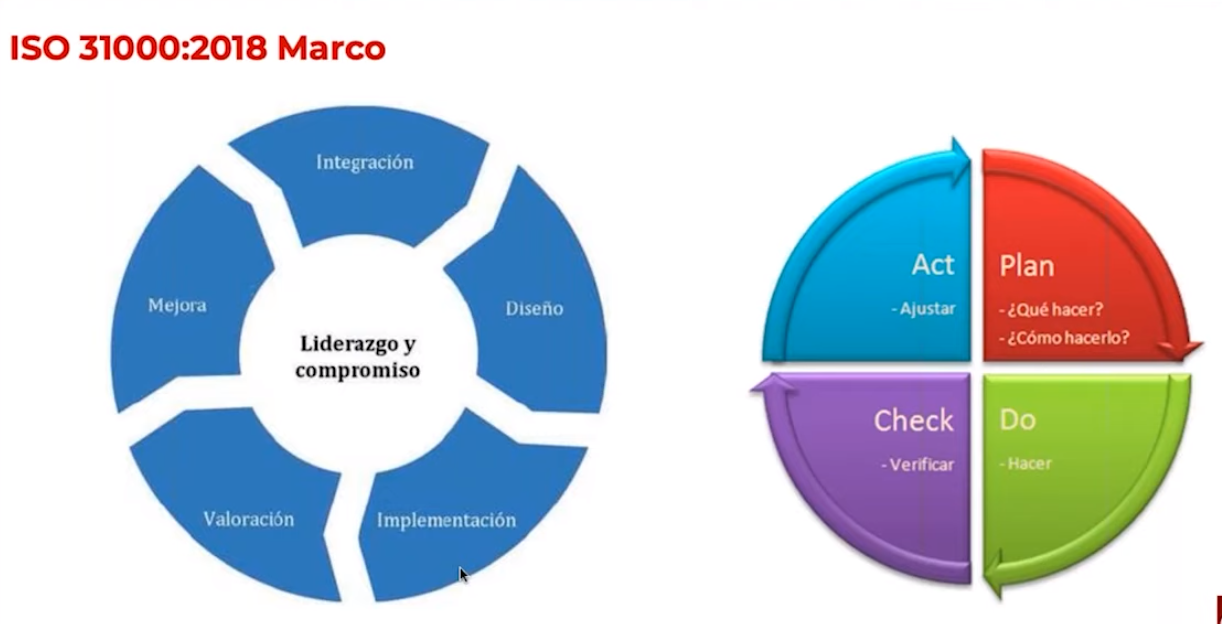 ISO 31000:2018 Marco
Integración
Diseño
Implementación
Valoración
Mejora
Liderazgo y
compromiso
Act
- Ajustar
Plan
- ¿Qué hacer?
- ¿Cómo hacerlo?
Check
- Verificar
Do
- Hacer